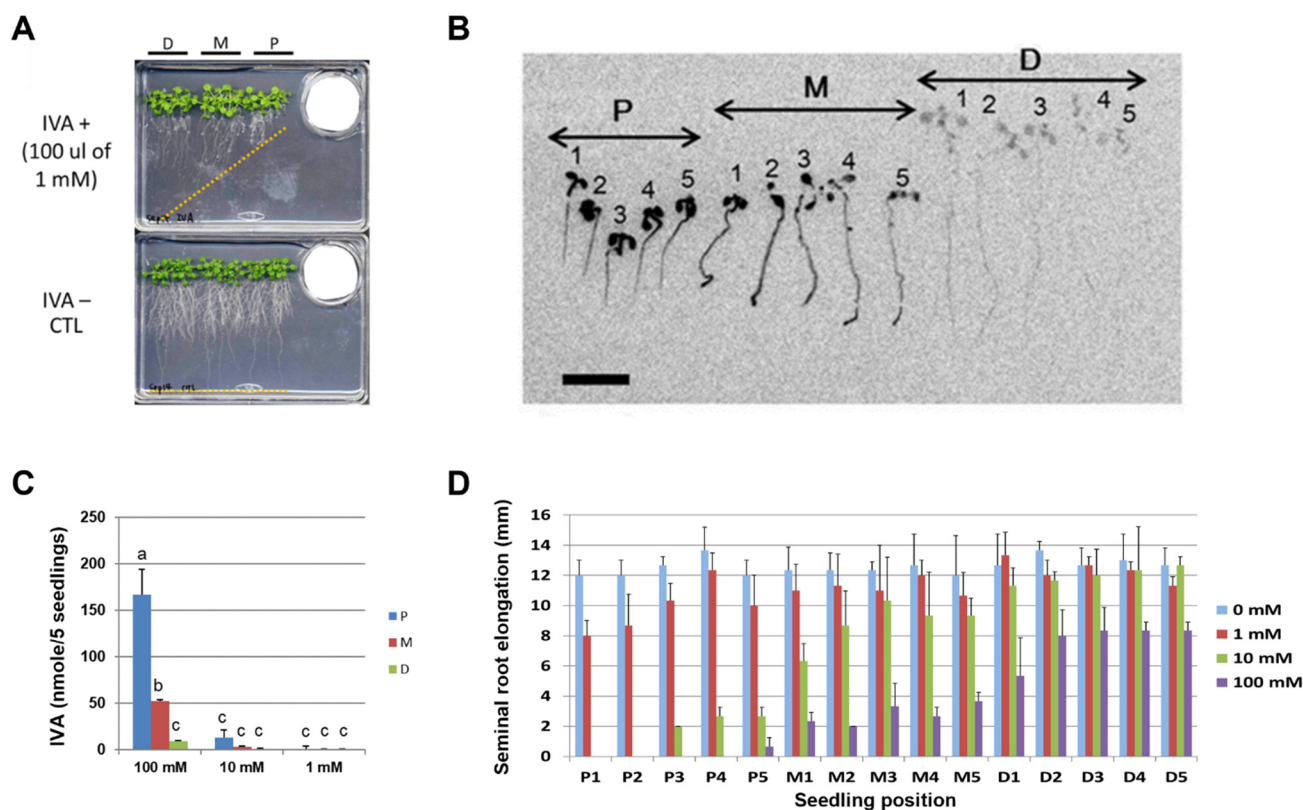 A
D M P
IVA +
(100 ul of
1 mM)
IVA –
CTL
B
P
M
D
1 2 3 4 5
1 2 3 4 5
1 2 3 4 5
C
IVA (nmole/5 seedlings)
250
200
150
100
50
0
a
b
c
c c c
c c c
100 mM 10 mM 1 mM
P
M
D
D
Seminal root elongation (mm)
16
14
12
10
8
6
4
2
0
P1 P2 P3 P4 P5 M1 M2 M3 M4 M5 D1 D2 D3 D4 D5
Seedling position
0 mM
1 mM
10 mM
100 mM